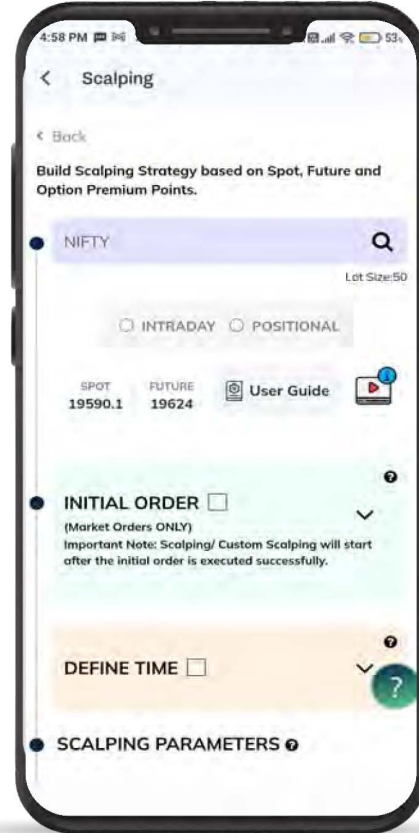 4:58 PM
53
Scalping
Back
Build Scalping Strategy based on Spot, Future and
Option Premium Points.
NIFTY
Lot Size:50
INTRADAY POSITIONAL
SPOT FUTURE
19590.1 19624
User Guide
INITIAL ORDER
(Market Orders ONLY)
Important Note: Scalping/ Custom Scalping will start
after the initial order is executed successfully.
?
DEFINE TIME
?
?
SCALPING PARAMETERS ?